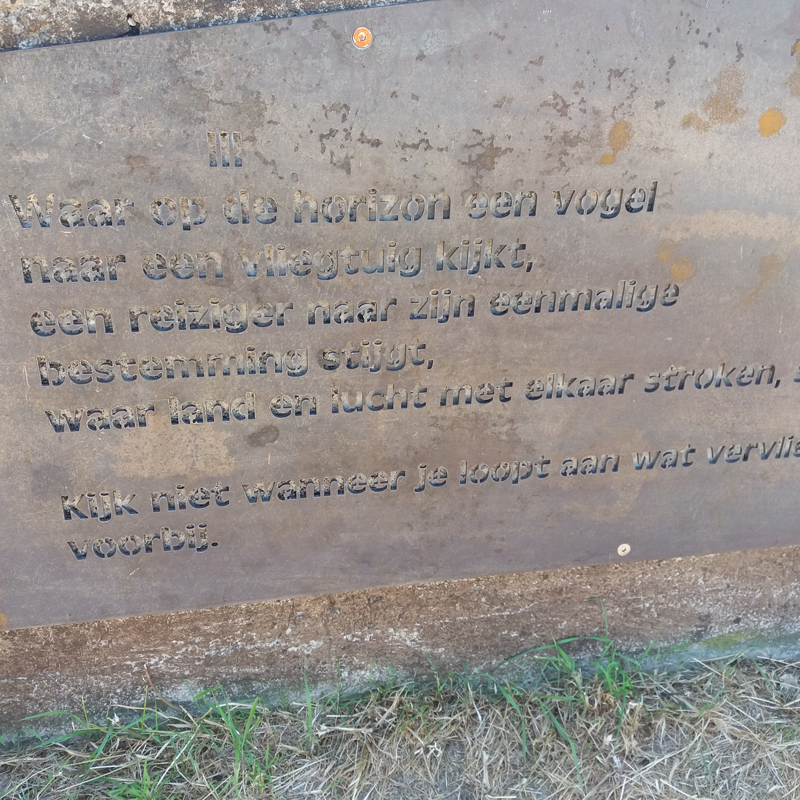 III
Waar op de horizon een vogel
naar een vliegtuig kijkt,
een reiziger naar zijn eenmalige
bestemming stijgt,
waar land en lucht met elkaar stroken,
Kijk niet wanneer je loopt aan wat
voorbij.